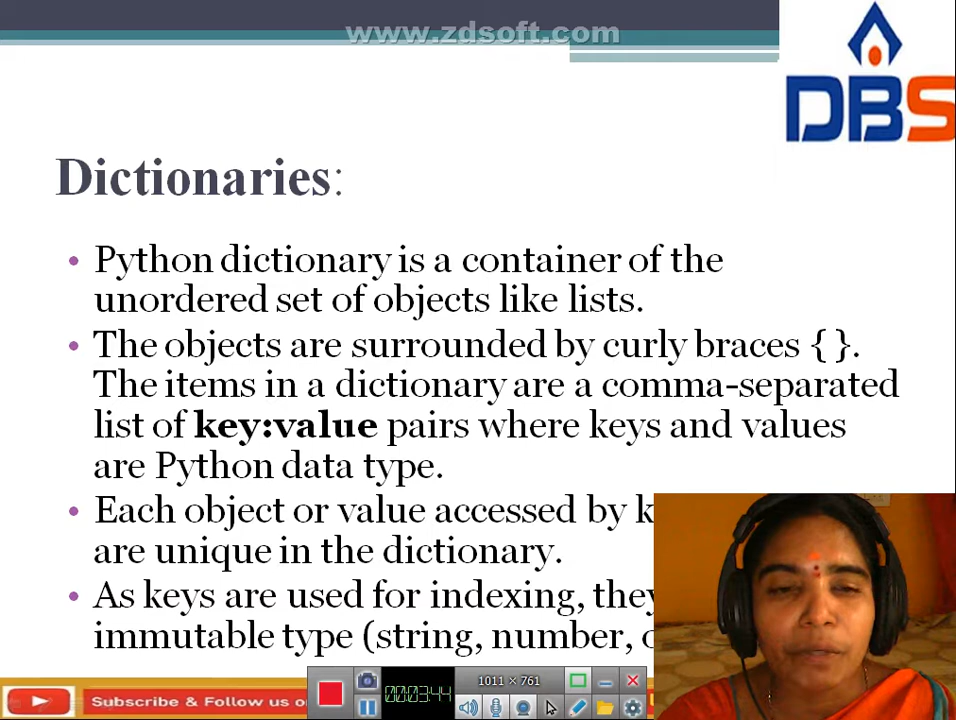 www.zdsoft.com
DBS
Dictionaries:
• Python dictionary is a container of the
unordered set of objects like lists.
• The objects are surrounded by curly braces { }.
The items in a dictionary are a comma-separated
list of key:value pairs where keys and values
are Python data type.
• Each object or value accessed by k
are unique in the dictionary.
• As keys are used for indexing, they
immutable type (string, number, o
Subscribe & Follow us o
00:03:44
1011 × 761